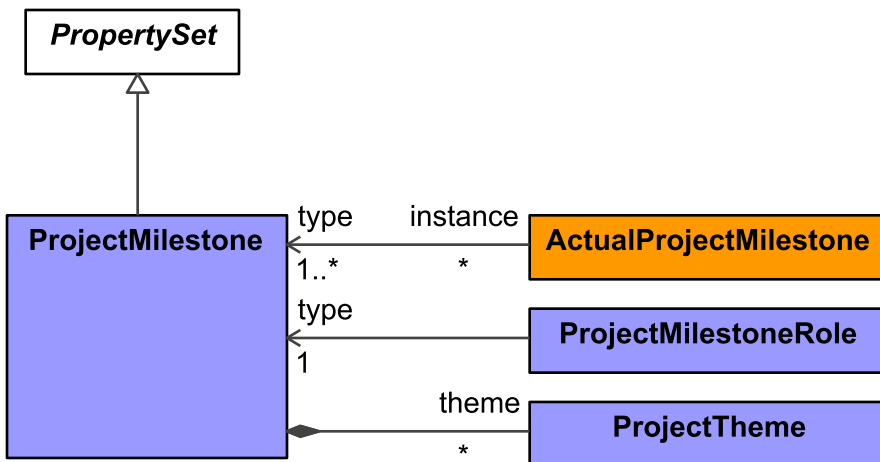 PropertySet
type instance
ProjectMilestone ActualProjectMilestone
1..* *
type
ProjectMilestoneRole
1
theme
ProjectTheme
*